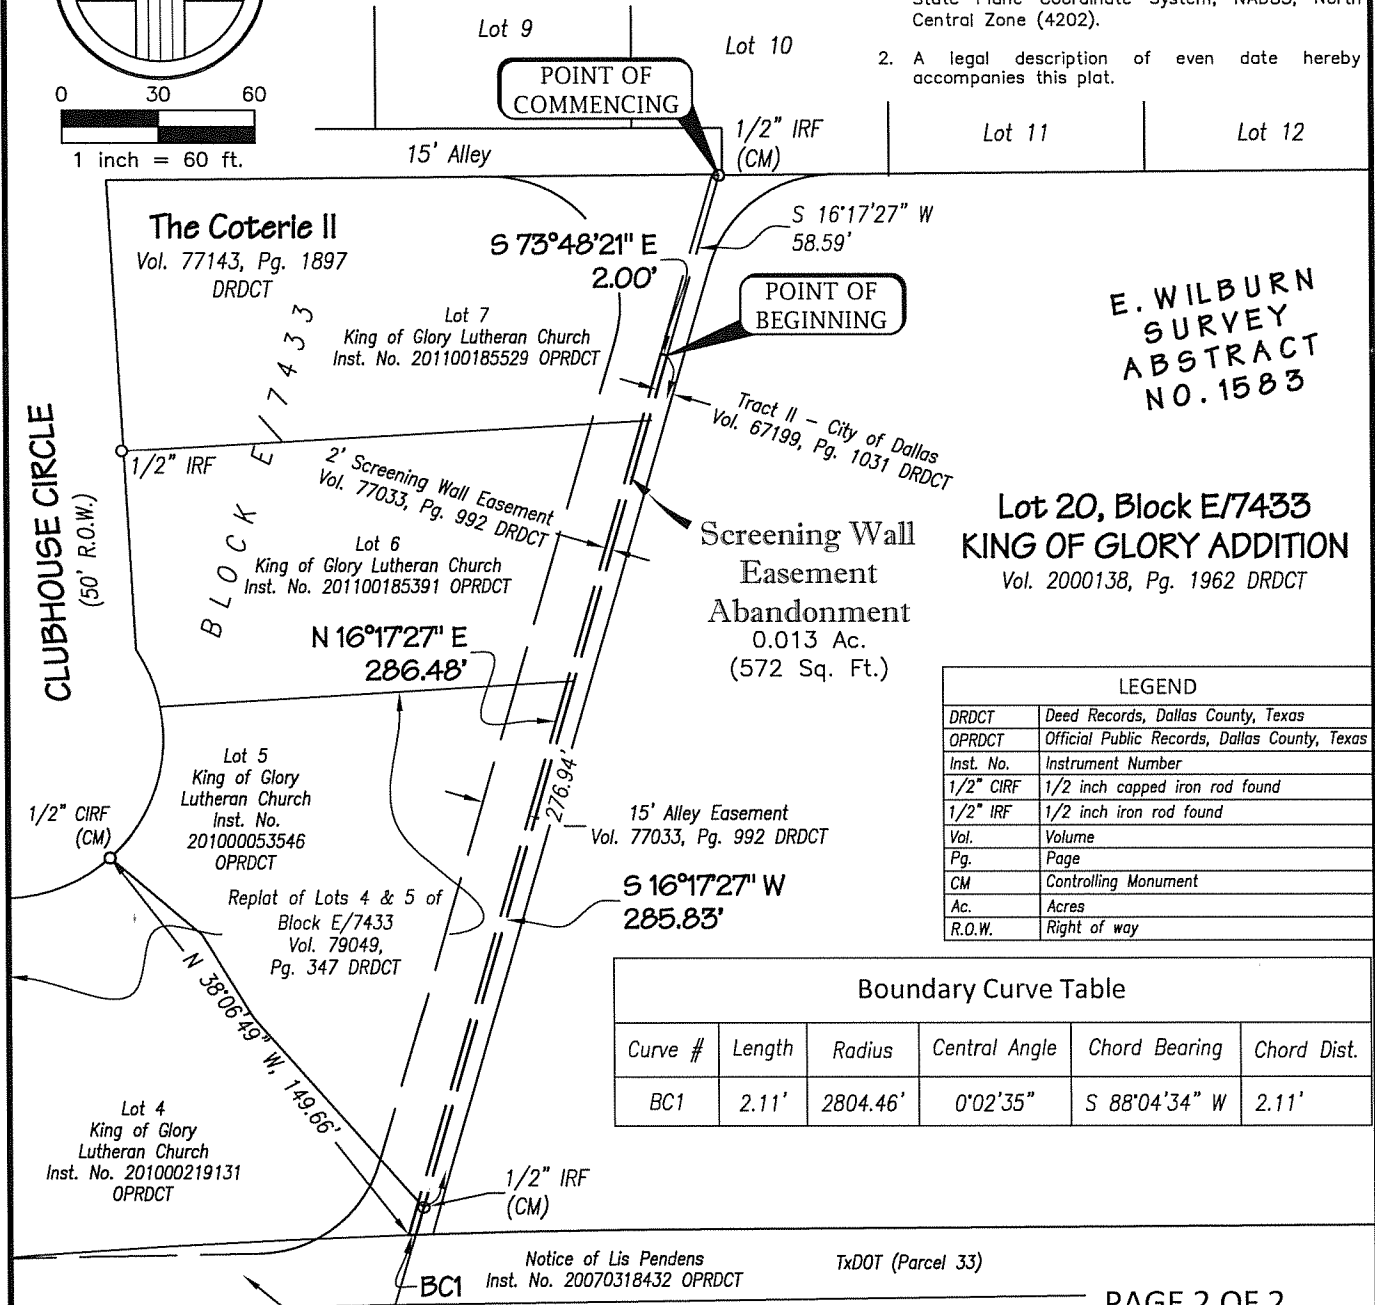 State Plane Coordinate System, NAD83, North
Central Zone (4202).
2. A legal description of even date hereby
accompanies this plat.
Lot 9
Lot 10
POINT OF
COMMENCING
0 30 60
1 inch = 60 ft.
15' Alley
1/2" IRF
(CM)
Lot 11
Lot 12
The Coterie II
Vol. 77143, Pg. 1897
DRDCT
S 73°48'21" E
2.00'
S 16°17'27" W
58.59'
POINT OF
BEGINNING
E. WILBURN
SURVEY
ABSTRACT
NO. 1583
Lot 7
King of Glory Lutheran Church
Inst. No. 201100185529 OPRDCT
BLOCK E/7433
Tract II - City of Dallas
Vol. 67199, Pg. 1031 DRDCT
CLUBHOUSE CIRCLE
(50' R.O.W.)
1/2" IRF
2' Screening Wall Easement
Vol. 77033, Pg. 992 DRDCT
Lot 20, Block E/7433
KING OF GLORY ADDITION
Vol. 2000138, Pg. 1962 DRDCT
Screening Wall
Easement
Abandonment
0.013 Ac.
(572 Sq. Ft.)
Lot 6
King of Glory Lutheran Church
Inst. No. 201100185391 OPRDCT
N 16°17'27" E
286.48'
LEGEND
DRDCT Deed Records, Dallas County, Texas
OPRDCT Official Public Records, Dallas County, Texas
Inst. No. Instrument Number
1/2" CIRF 1/2 inch capped iron rod found
1/2" IRF 1/2 inch iron rod found
Vol. Volume
Pg. Page
CM Controlling Monument
Ac. Acres
R.O.W. Right of way
Lot 5
King of Glory
Lutheran Church
Inst. No.
201000053546
OPRDCT
1/2" CIRF
(CM)
276.94'
15' Alley Easement
Vol. 77033, Pg. 992 DRDCT
S 16°17'27" W
285.83'
Replat of Lots 4 & 5 of
Block E/7433
Vol. 79049,
Pg. 347 DRDCT
N 38°06'49" W, 149.66'
Boundary Curve Table
Curve # Length Radius Central Angle Chord Bearing Chord Dist.
BC1 2.11' 2804.46' 0°02'35" S 88°04'34" W 2.11'
Lot 4
King of Glory
Lutheran Church
Inst. No. 201000219131
OPRDCT
1/2" IRF
(CM)
BC1
Notice of Lis Pendens
Inst. No. 20070318432 OPRDCT
TxDOT (Parcel 33)
PAGE 2 OF 2